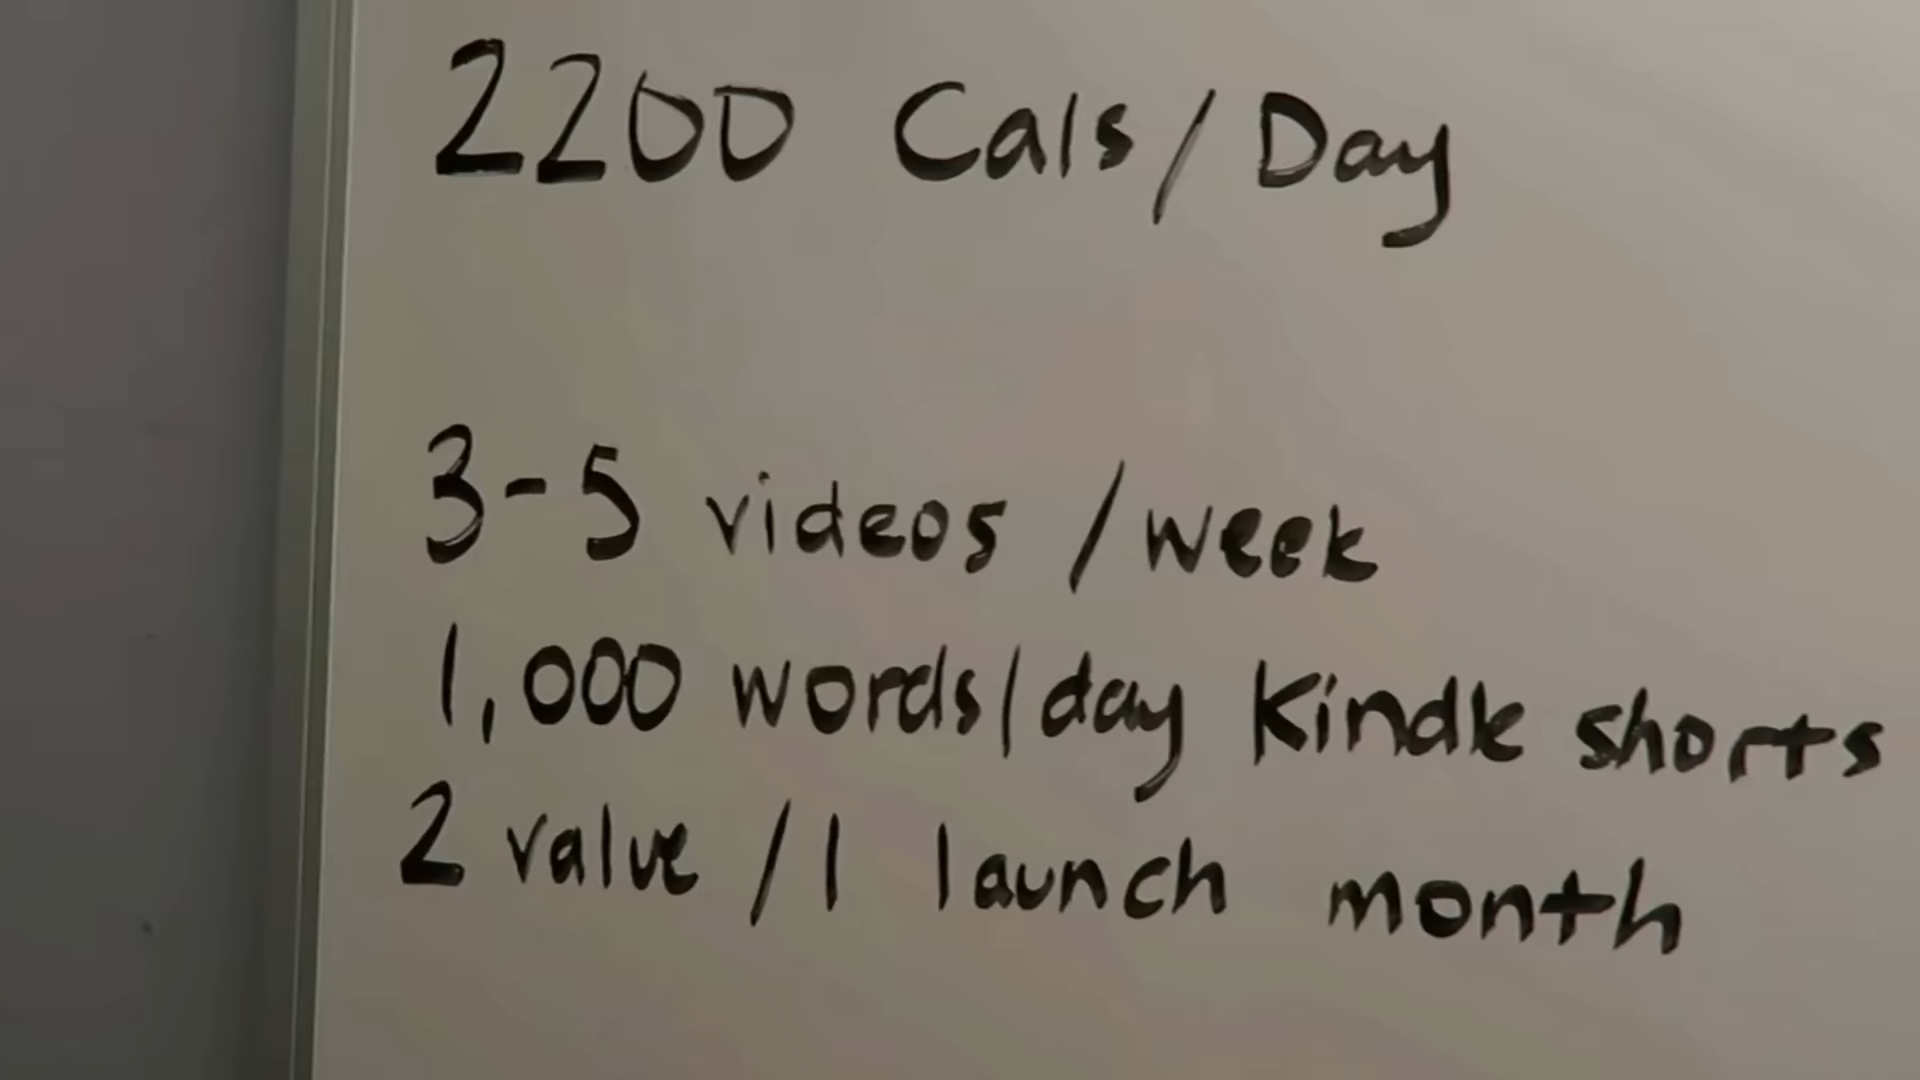 2200 Cals/Day
3-5 videos /week
1,000 words/day Kindle shorts
2 value /1 launch month